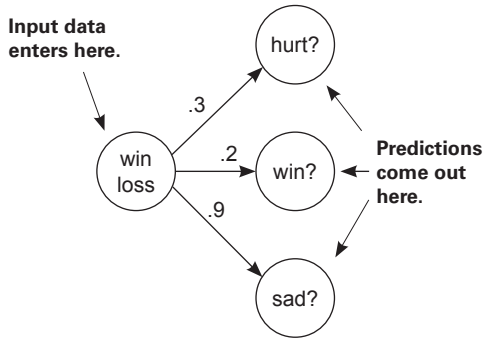 Input data
enters here.
hurt?
.3
win
loss
.2
win?
Predictions
come out
here.
.9
sad?